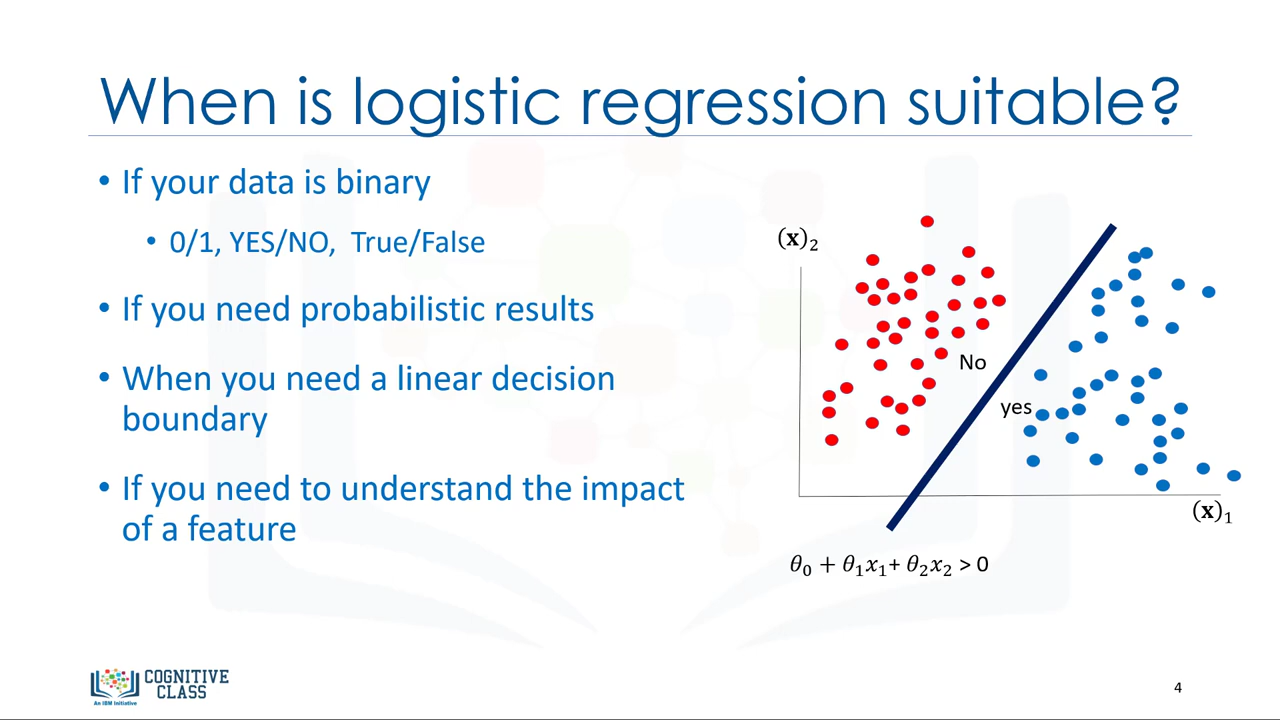 When is logistic regression suitable?
• If your data is binary
• 0/1, YES/NO, True/False
• If you need probabilistic results
• When you need a linear decision
boundary
• If you need to understand the impact
of a feature
(𝐱)₂
No
yes
(𝐱)₁
𝜃₀ + 𝜃₁𝑥₁+ 𝜃₂𝑥₂ > 0
COGNITIVE
CLASS
An IBM Initiative
4